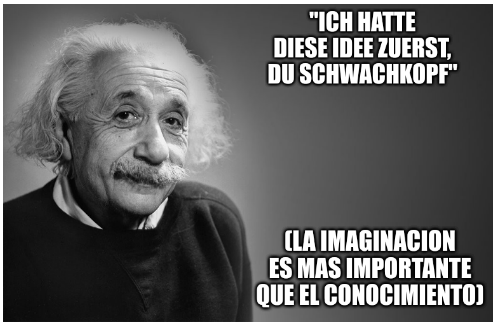 "ICH HATTE
DIESE IDEE ZUERST,
DU SCHWACHKOPF"
(LA IMAGINACION
ES MAS IMPORTANTE
QUE EL CONOCIMIENTO)